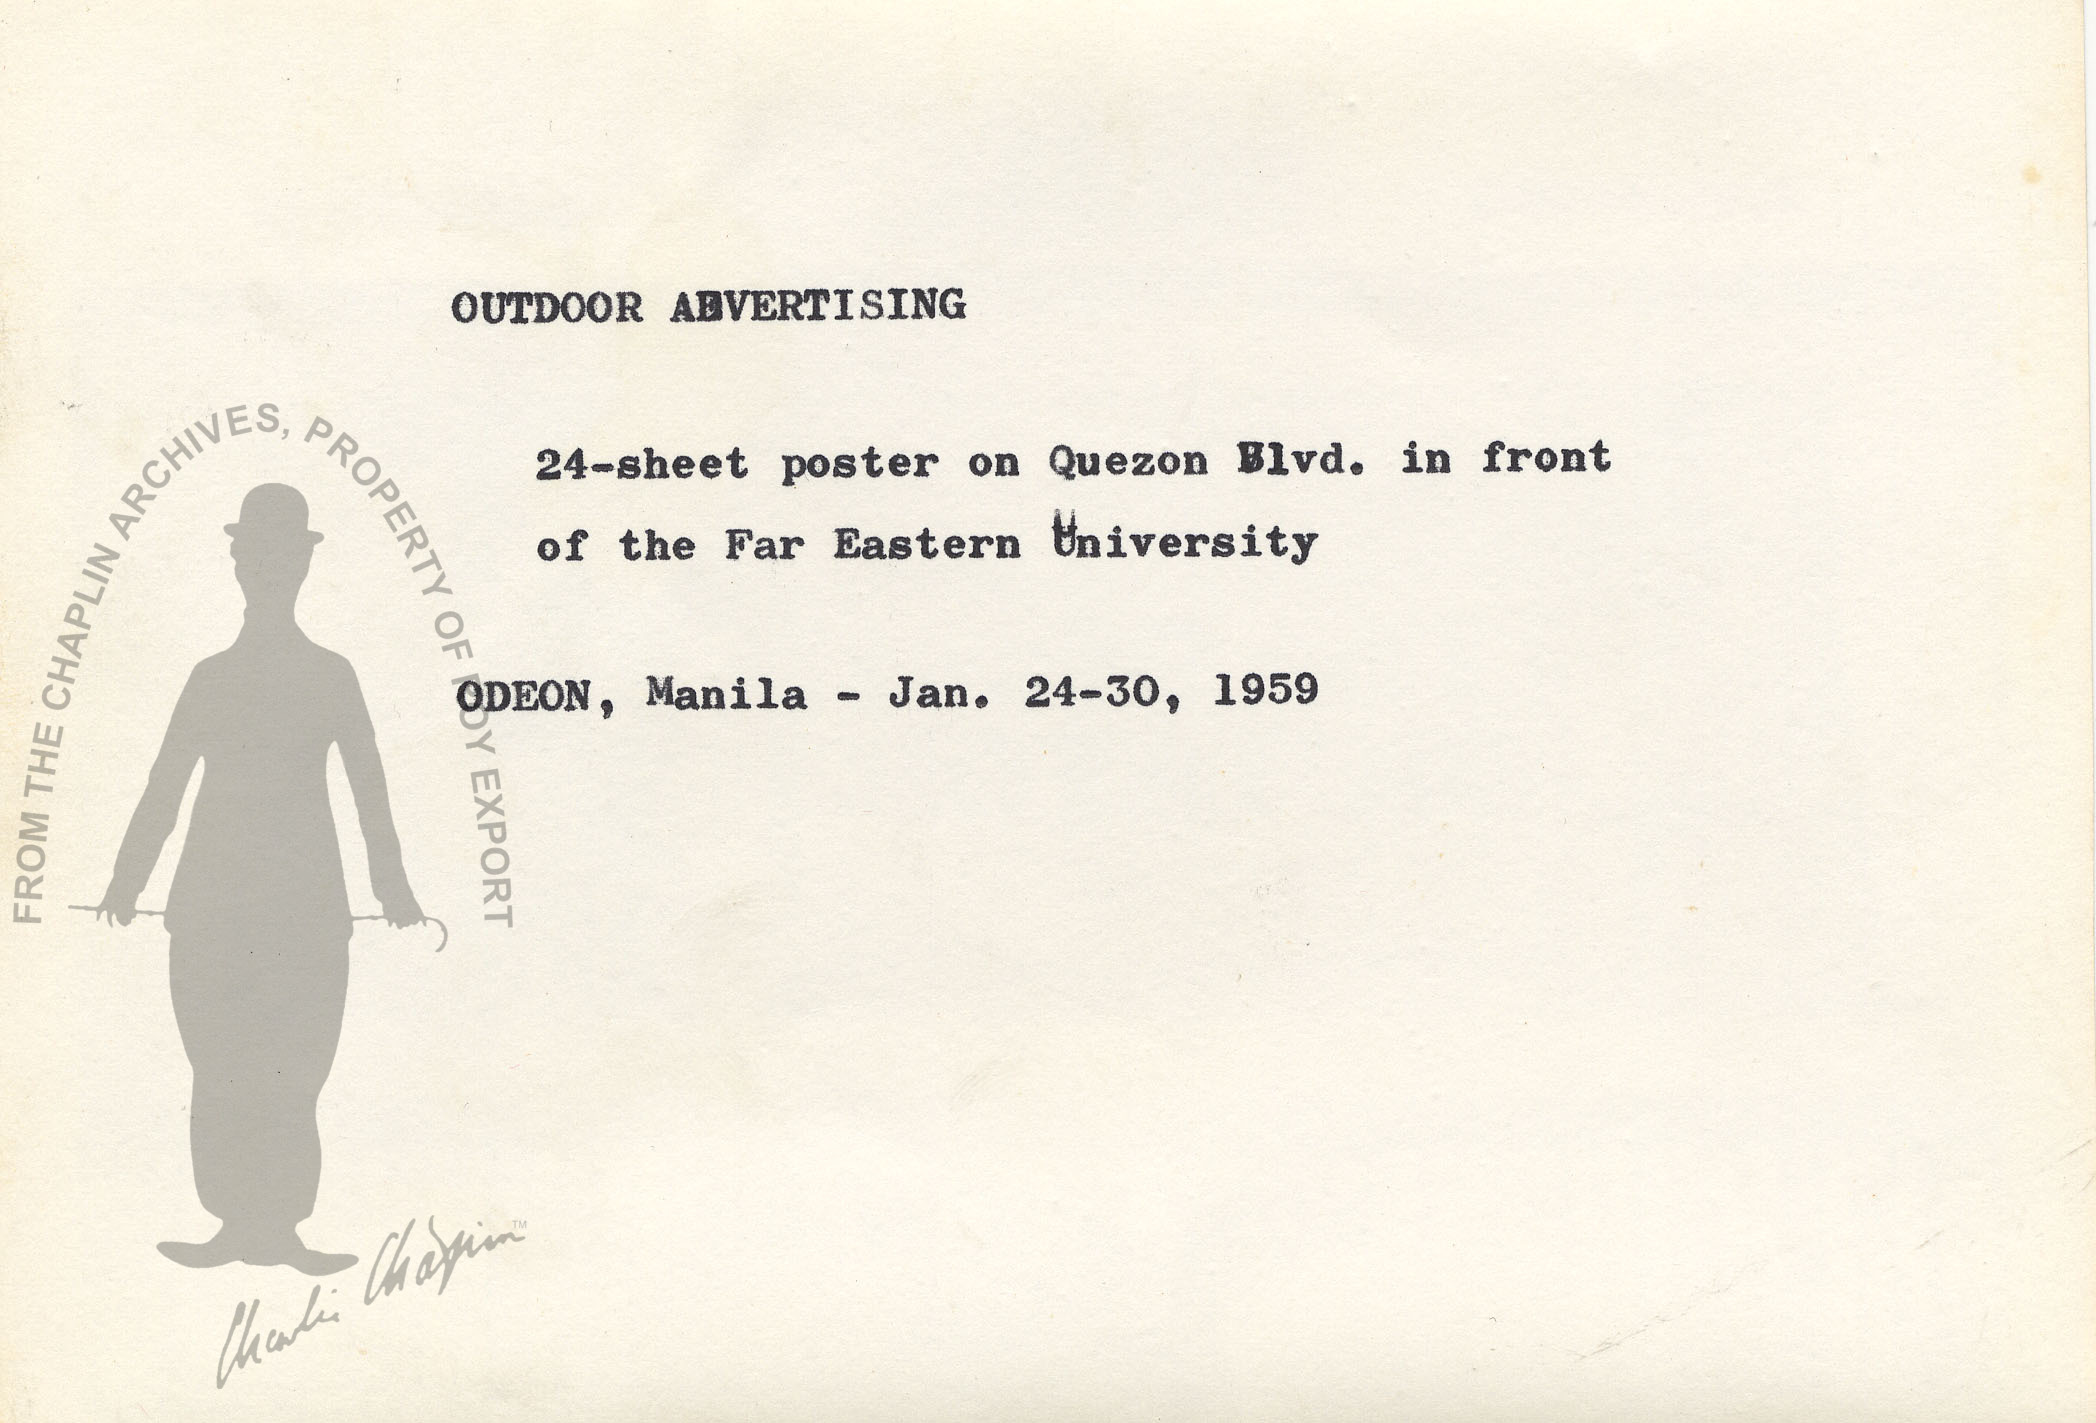 OUTDOOR ADVERTISING
24-sheet poster on Quezon Blvd. in front
of the Far Eastern University
ODEON, Manila - Jan. 24-30, 1959
FROM THE CHAPLIN ARCHIVES, PROPERTY OF ROY EXPORT
Charlie Chaplin™